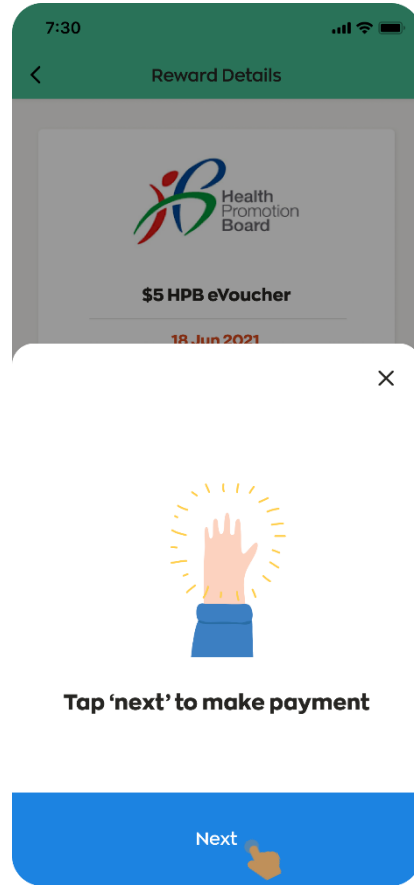 7:30
Reward Details
Health
Promotion
Board
$5 HPB eVoucher
18 Jun 2021
Tap ‘next’ to make payment
Next